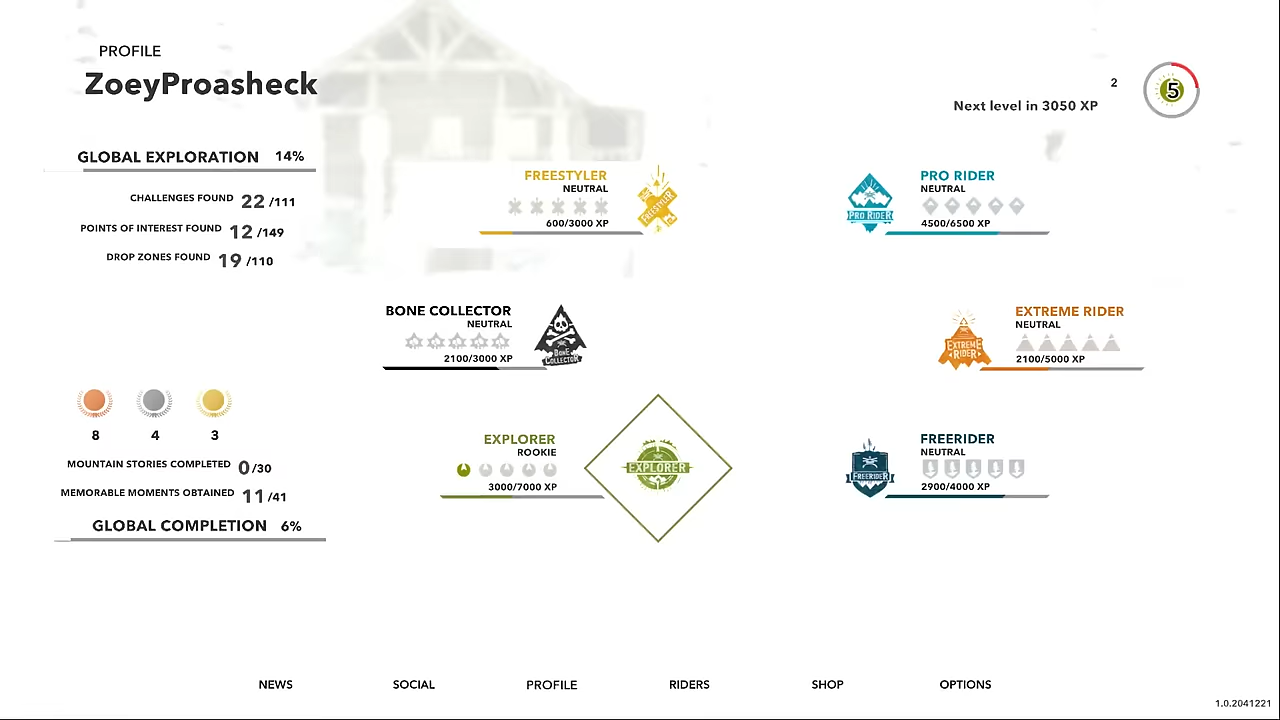 PROFILE
ZoeyProasheck
2
Next level in 3050 XP
5
GLOBAL EXPLORATION 14%
CHALLENGES FOUND 22 /111
POINTS OF INTEREST FOUND 12 /149
DROP ZONES FOUND 19 /110
FREESTYLER
NEUTRAL
600/3000 XP
FREESTYLER
PRO RIDER
PRO RIDER
NEUTRAL
4500/6500 XP
BONE COLLECTOR
NEUTRAL
2100/3000 XP
BONE
COLLECTOR
EXTREME
RIDER
EXTREME RIDER
NEUTRAL
2100/5000 XP
8 4 3
MOUNTAIN STORIES COMPLETED 0 /30
MEMORABLE MOMENTS OBTAINED 11 /41
GLOBAL COMPLETION 6%
EXPLORER
ROOKIE
3000/7000 XP
EXPLORER
FREERIDER
FREERIDER
NEUTRAL
2900/4000 XP
NEWS SOCIAL PROFILE RIDERS SHOP OPTIONS
1.0.2041221